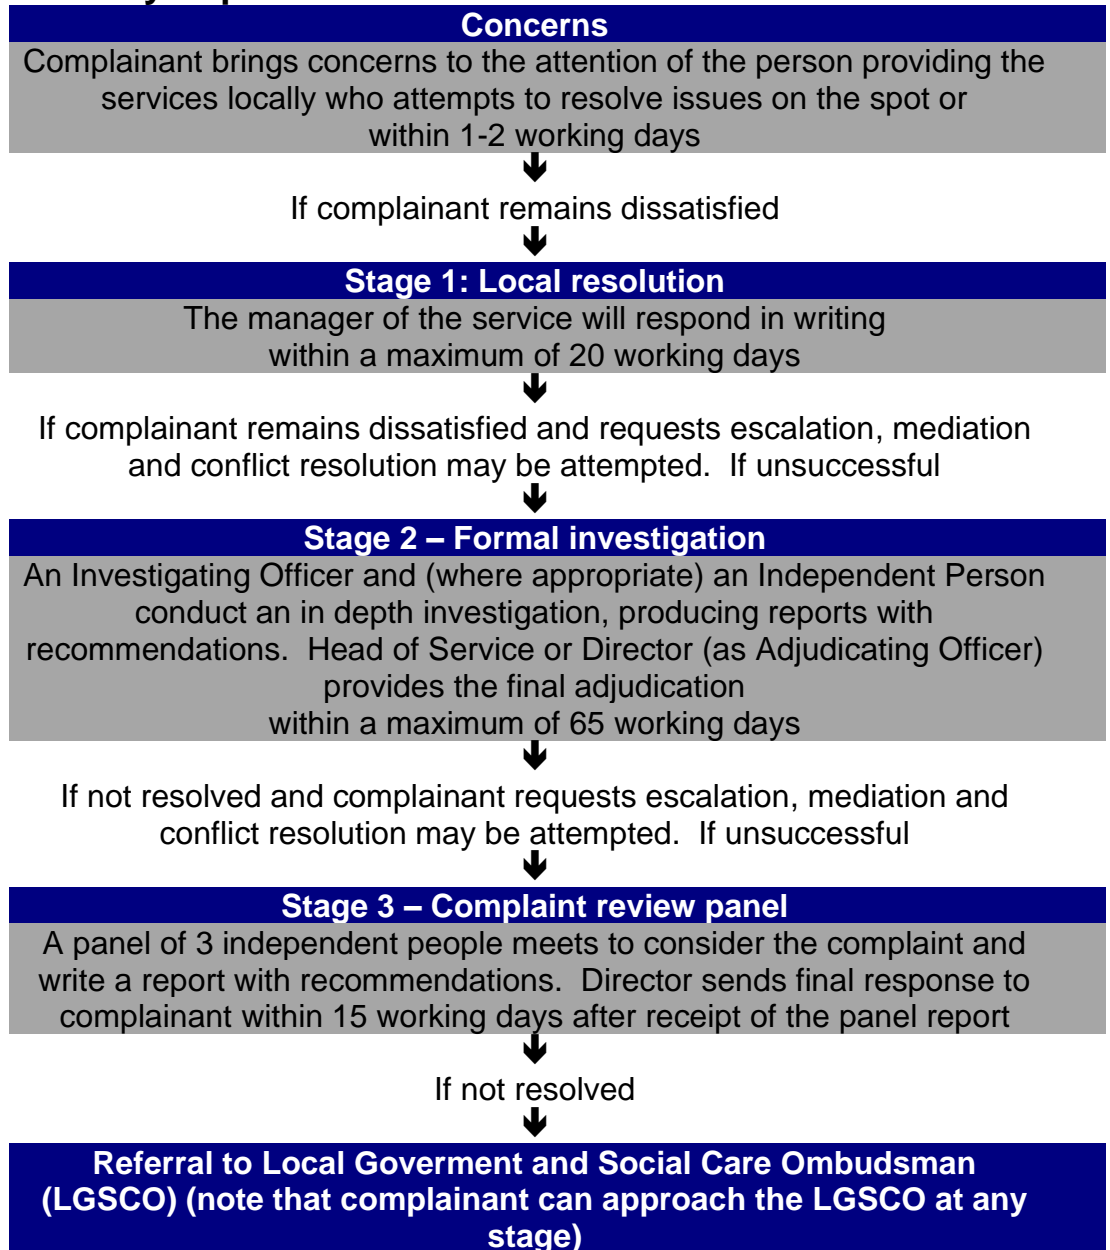 Concerns
Complainant brings concerns to the attention of the person providing the
services locally who attempts to resolve issues on the spot or
within 1-2 working days
If complainant remains dissatisfied
Stage 1: Local resolution
The manager of the service will respond in writing
within a maximum of 20 working days
If complainant remains dissatisfied and requests escalation, mediation
and conflict resolution may be attempted.  If unsuccessful
Stage 2 – Formal investigation
An Investigating Officer and (where appropriate) an Independent Person
conduct an in depth investigation, producing reports with
recommendations.  Head of Service or Director (as Adjudicating Officer)
provides the final adjudication
within a maximum of 65 working days
If not resolved and complainant requests escalation, mediation and
conflict resolution may be attempted.  If unsuccessful
Stage 3 – Complaint review panel
A panel of 3 independent people meets to consider the complaint and
write a report with recommendations.  Director sends final response to
complainant within 15 working days after receipt of the panel report
If not resolved
Referral to Local Goverment and Social Care Ombudsman
(LGSCO) (note that complainant can approach the LGSCO at any
stage)